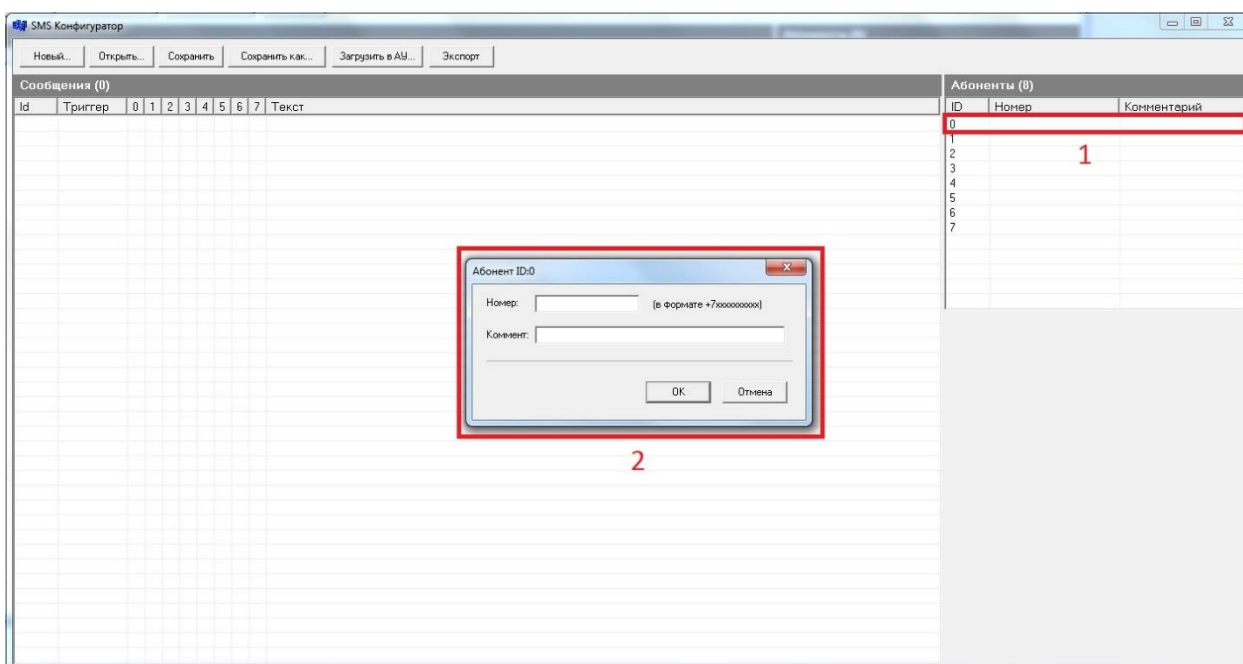 SMS Конфигуратор
Новый... Открыть... Сохранить Сохранить как... Загрузить в АУ... Экспорт
Сообщения (0)
Id Триггер 0 1 2 3 4 5 6 7 Текст
Абоненты (8)
ID Номер Комментарий
0
1
2
3
4
5
6
7
1
Абонент ID:0
Номер: (в формате +7xxxxxxxxxx)
Коммент:
OK Отмена
2